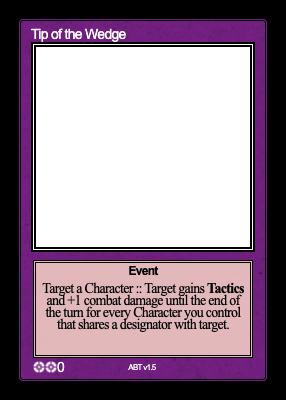 Tip of the Wedge
Event
Target a Character :: Target gains Tactics
and +1 combat damage until the end of
the turn for every Character you control
that shares a designator with target.
0
ABT v1.5